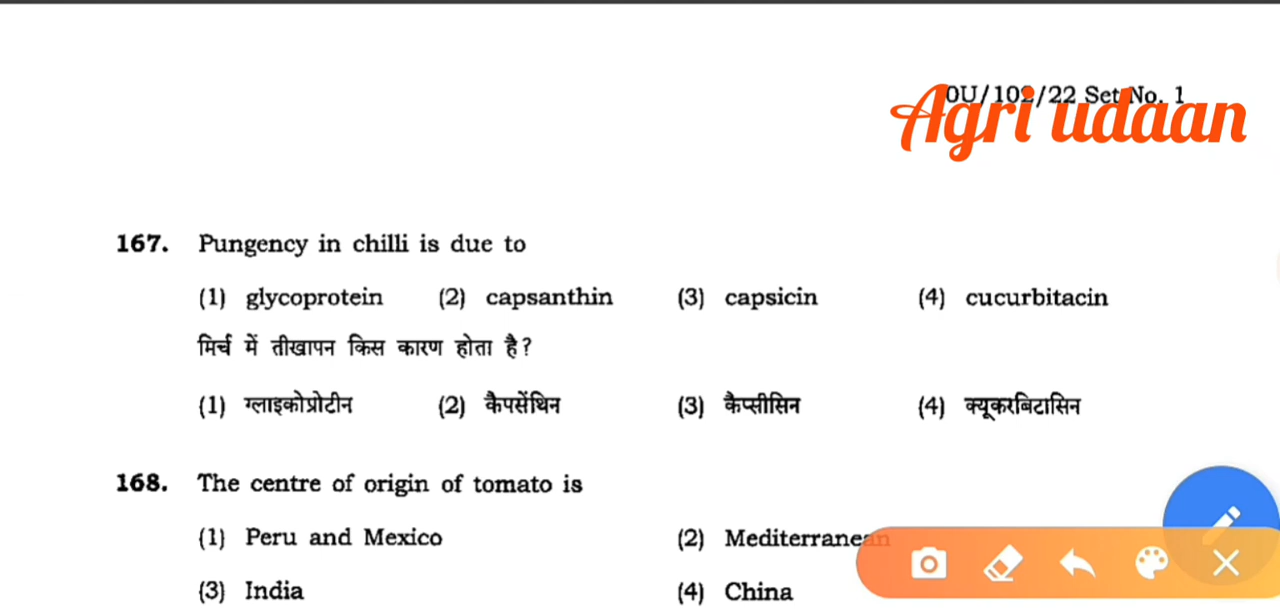 OU/102/22 Set No. 1
Agri udaan
167. Pungency in chilli is due to
(1) glycoprotein (2) capsanthin (3) capsicin (4) cucurbitacin
मिर्च में तीखापन किस कारण होता है?
(1) ग्लाइकोप्रोटीन (2) कैपसेंथिन (3) कैप्सीसिन (4) क्यूकरबिटासिन
168. The centre of origin of tomato is
(1) Peru and Mexico (2) Mediterranean
(3) India (4) China